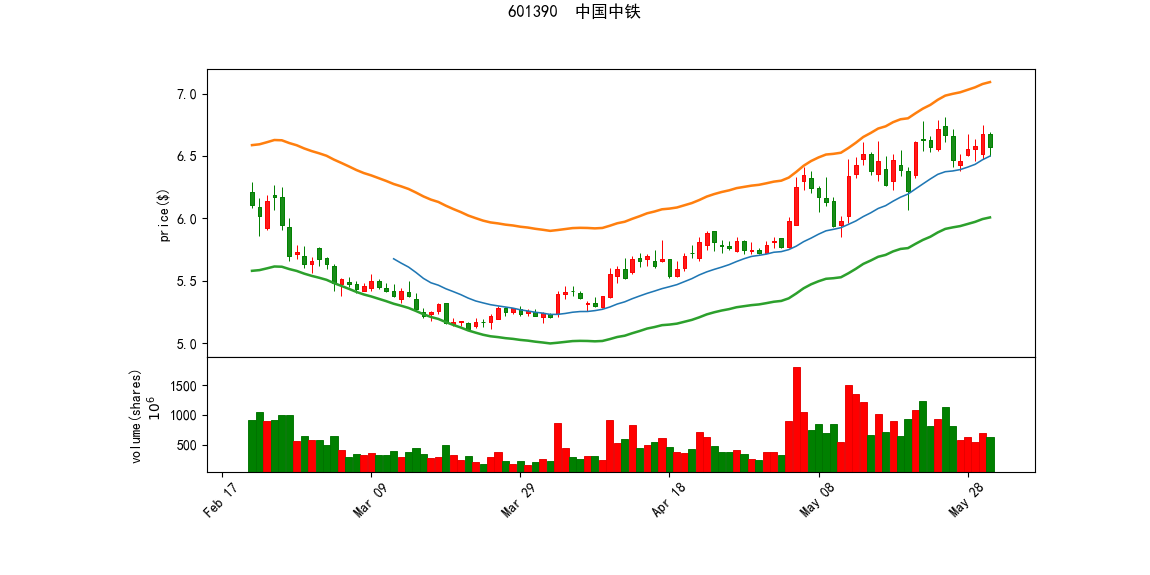 601390 中国中铁
price($)
7.0
6.5
6.0
5.5
5.0
volume(shares)
10^6
1500
1000
500
Feb 17
Mar 09
Mar 29
Apr 18
May 08
May 28